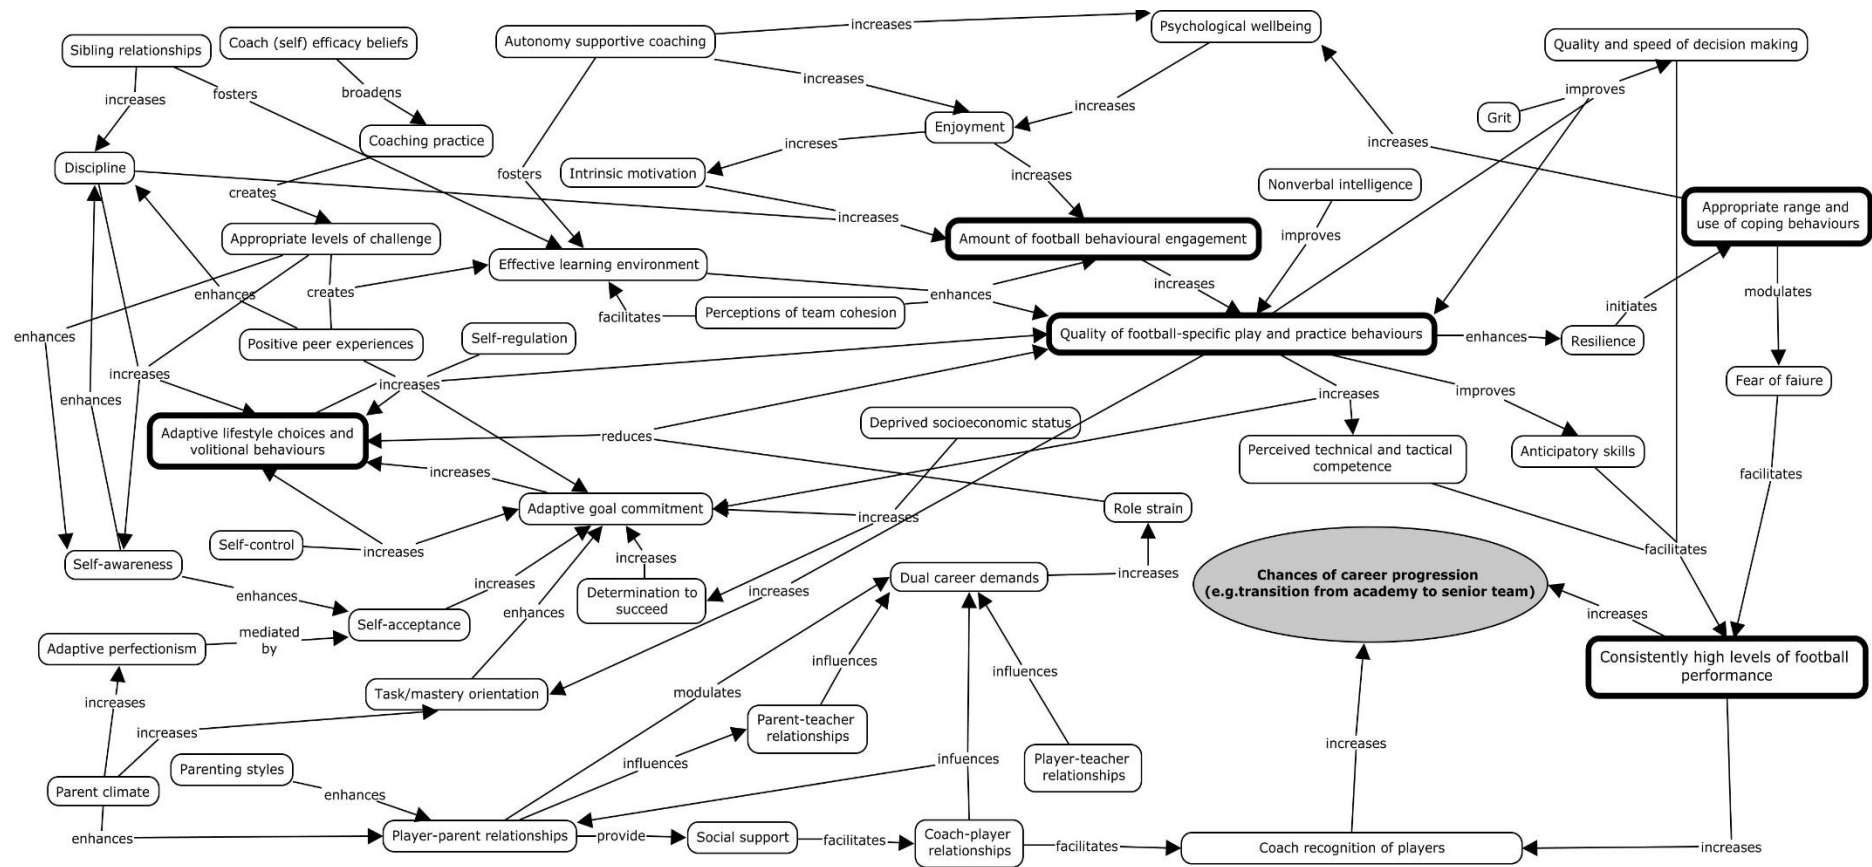 Sibling relationships
Coach (self) efficacy beliefs
Autonomy supportive coaching
increases
Psychological wellbeing
Quality and speed of decision making
increases
fosters
broadens
increases
increases
improves
Grit
Enjoyment
Coaching practice
increases
Discipline
increses
Intrinsic motivation
fosters
increases
Nonverbal intelligence
creates
increases
Appropriate range and
use of coping behaviours
Appropriate levels of challenge
Amount of football behavioural engagement
improves
Effective learning environment
enhances
creates
enhances
increases
modulates
facilitates
Perceptions of team cohesion
initiates
enhances
Positive peer experiences
Self-regulation
Quality of football-specific play and practice behaviours
enhances
Resilience
increases
enhances
increases
increases
improves
Fear of faiure
Adaptive lifestyle choices and
volitional behaviours
reduces
Deprived socioeconomic status
Perceived technical and tactical
competence
Anticipatory skills
facilitates
increases
Adaptive goal commitment
increases
Role strain
Self-control
increases
facilitates
Self-awareness
increases
increases
Determination to
succeed
increases
Dual career demands
increases
Chances of career progression
(e.g.transition from academy to senior team)
enhances
enhances
increases
Self-acceptance
mediated
by
Adaptive perfectionism
Consistently high levels of football
performance
influences
influences
Task/mastery orientation
modulates
increases
increases
Parent-teacher
relationships
Parenting styles
influences
infuences
Player-teacher
relationships
increases
Parent climate
enhances
enhances
Player-parent relationships
provide
Social support
facilitates
Coach-player
relationships
facilitates
Coach recognition of players
increases